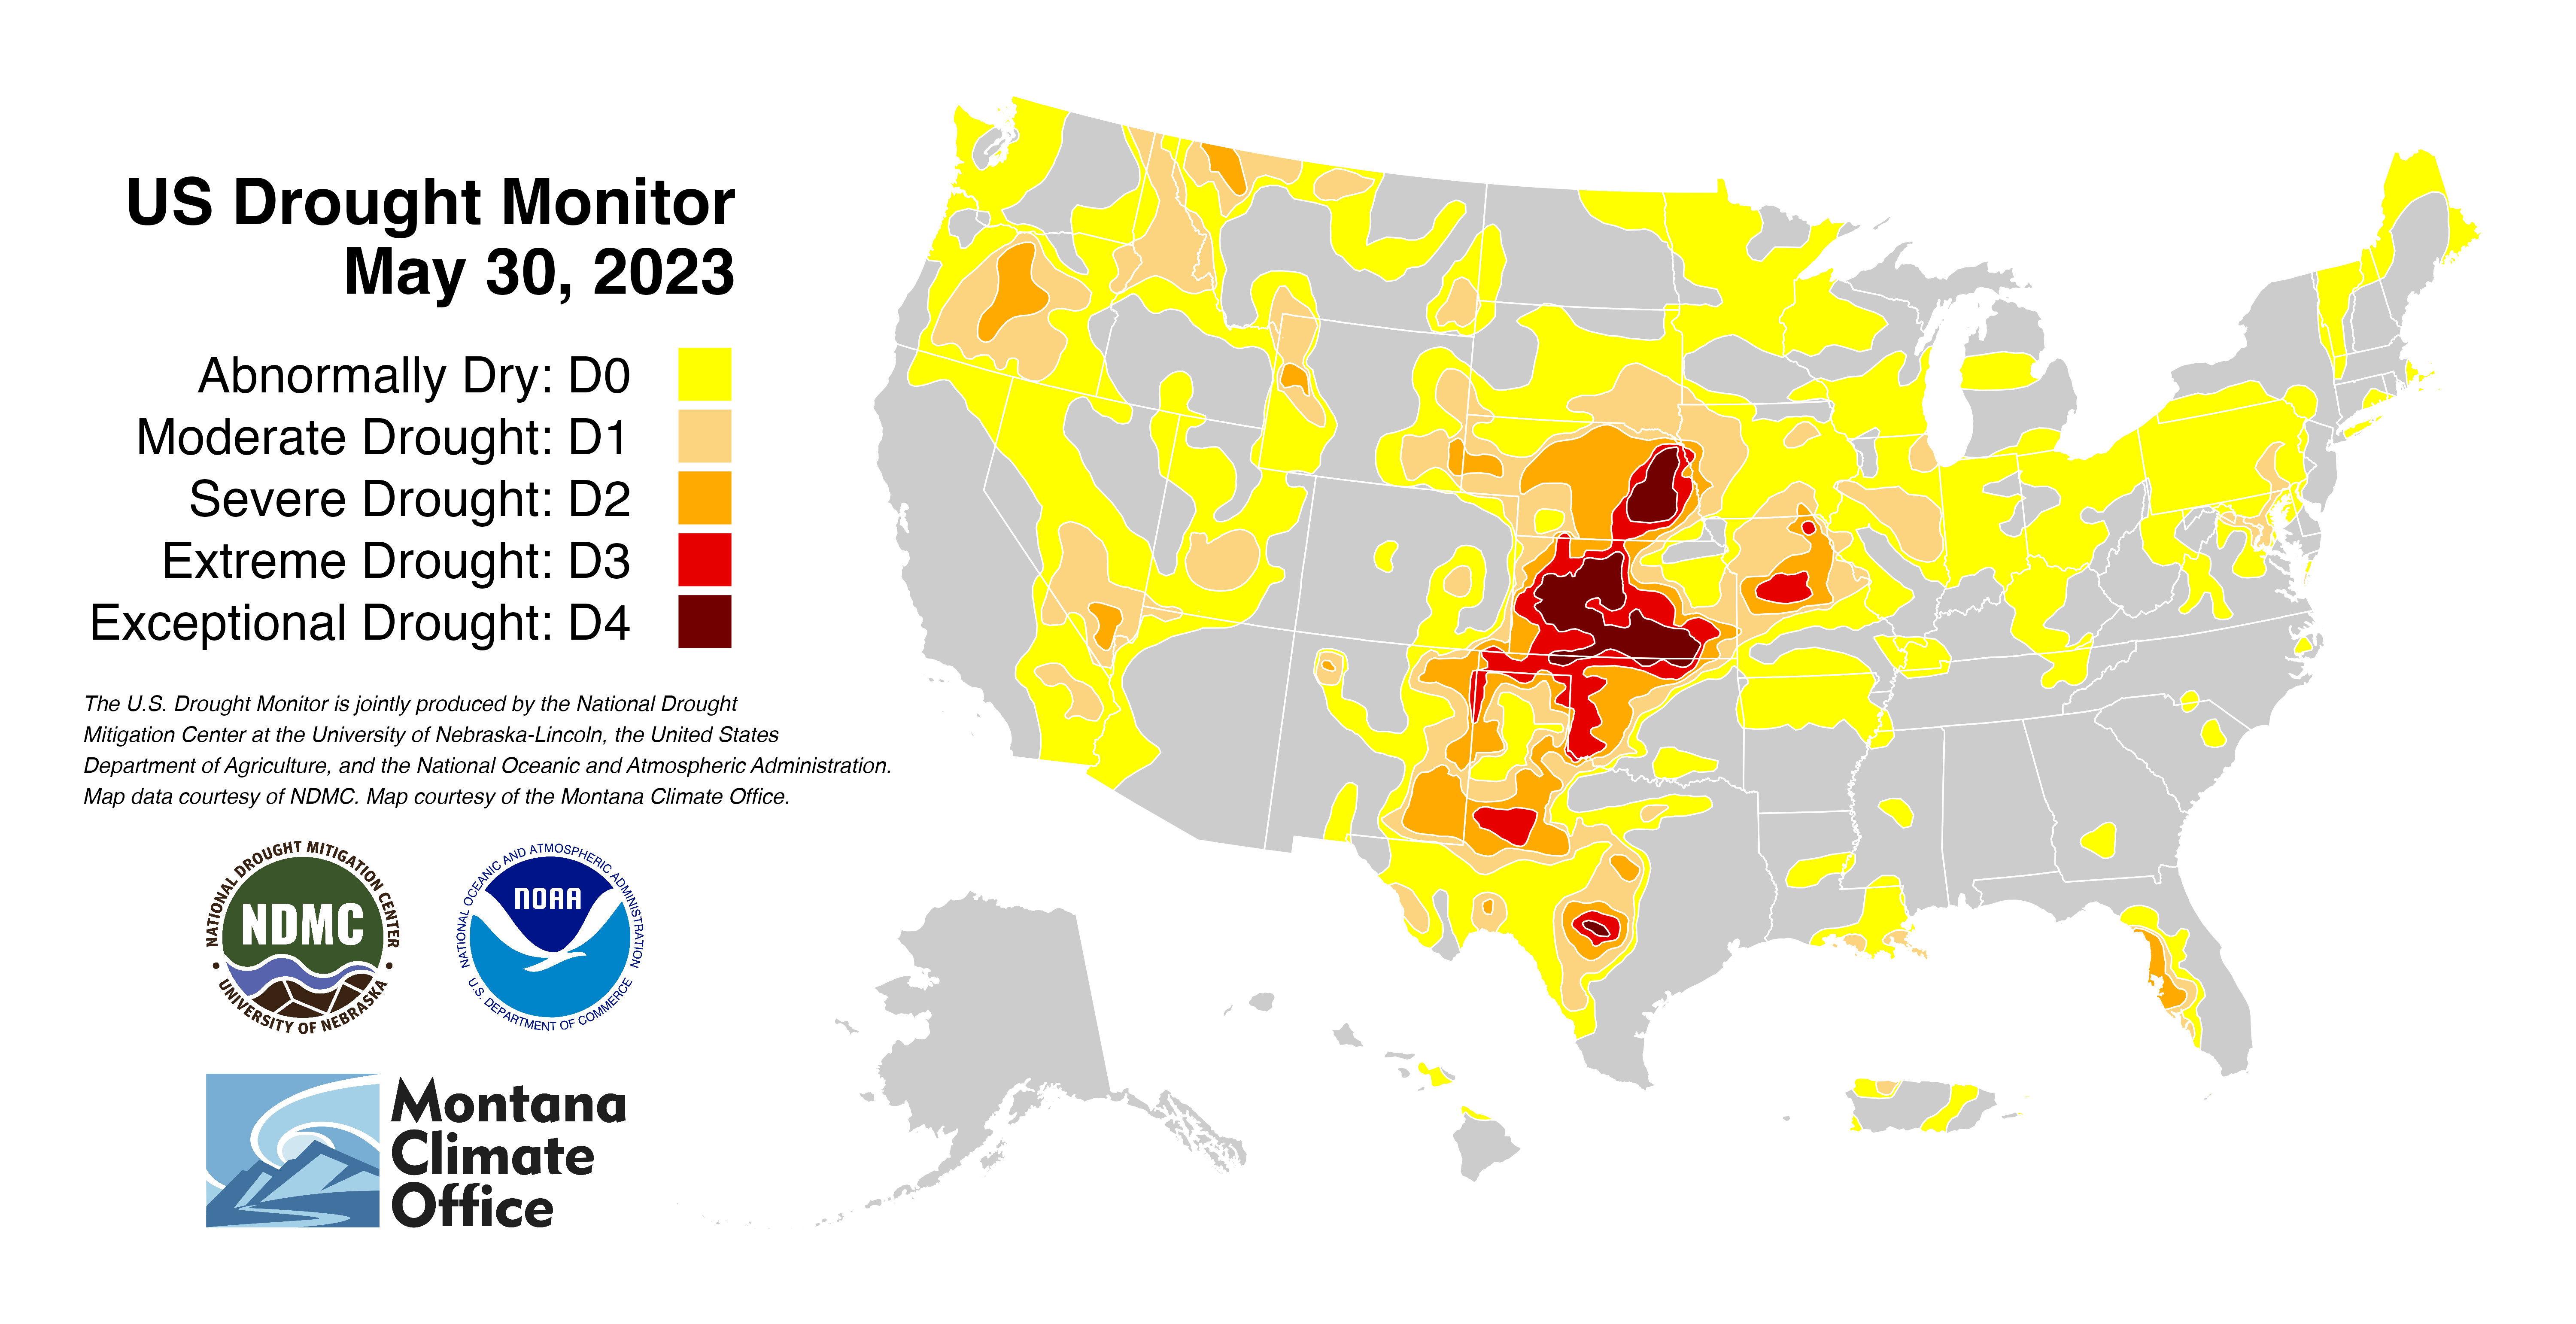 US Drought Monitor
May 30, 2023
Abnormally Dry: D0
Moderate Drought: D1
Severe Drought: D2
Extreme Drought: D3
Exceptional Drought: D4
The U.S. Drought Monitor is jointly produced by the National Drought
Mitigation Center at the University of Nebraska-Lincoln, the United States
Department of Agriculture, and the National Oceanic and Atmospheric Administration.
Map data courtesy of NDMC. Map courtesy of the Montana Climate Office.
NATIONAL DROUGHT MITIGATION CENTER
NDMC
UNIVERSITY OF NEBRASKA
NATIONAL OCEANIC AND ATMOSPHERIC ADMINISTRATION
NOAA
U.S. DEPARTMENT OF COMMERCE
Montana
Climate
Office